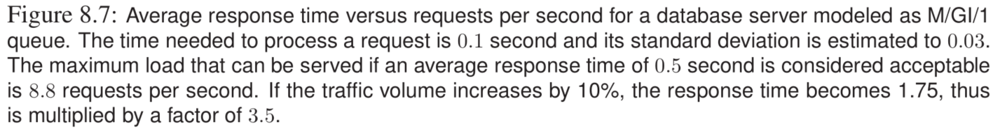 Figure 8.7: Average response time versus requests per second for a database server modeled as M/GI/1
queue. The time needed to process a request is 0.1 second and its standard deviation is estimated to 0.03.
The maximum load that can be served if an average response time of 0.5 second is considered acceptable
is 8.8 requests per second. If the traffic volume increases by 10%, the response time becomes 1.75, thus
is multiplied by a factor of 3.5.